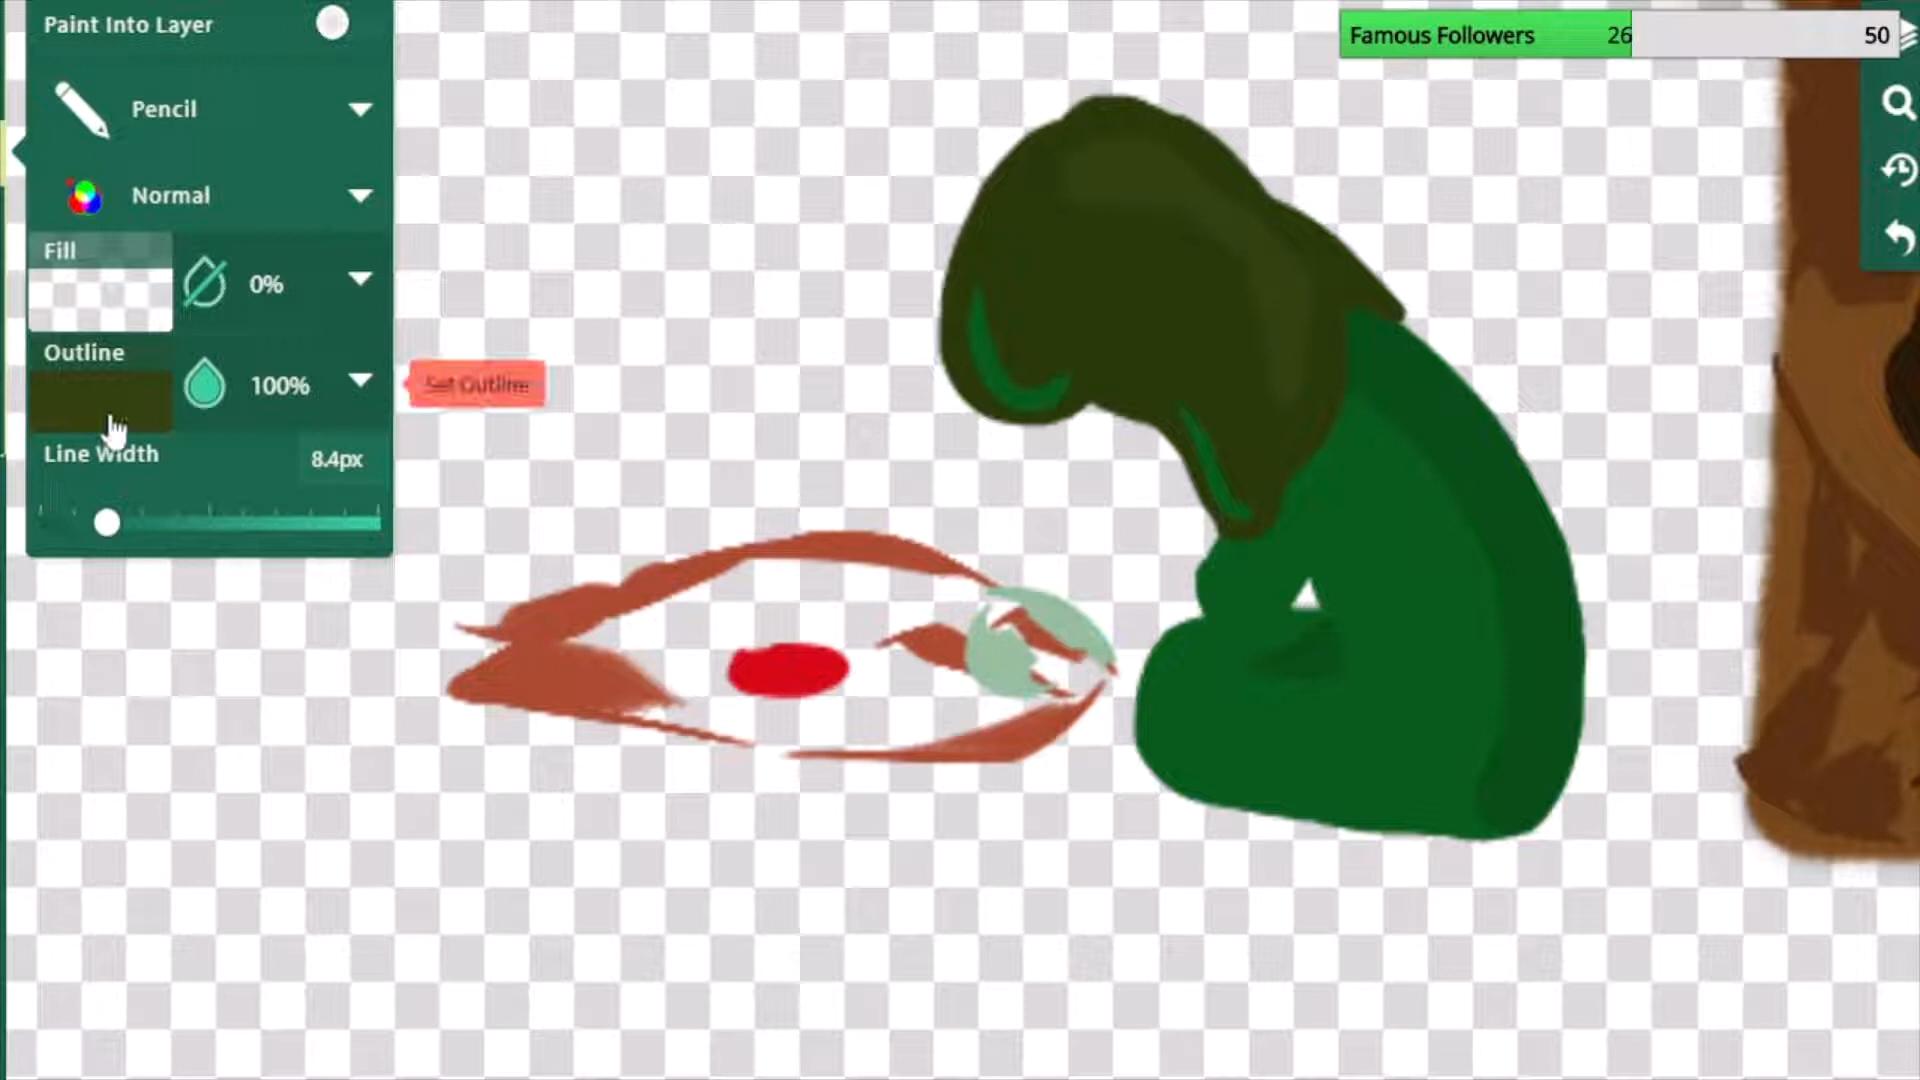 Paint Into Layer
Pencil
Normal
Fill
0%
Outline
100%
Set Outline
Line Width
8.4px
Famous Followers 26 50